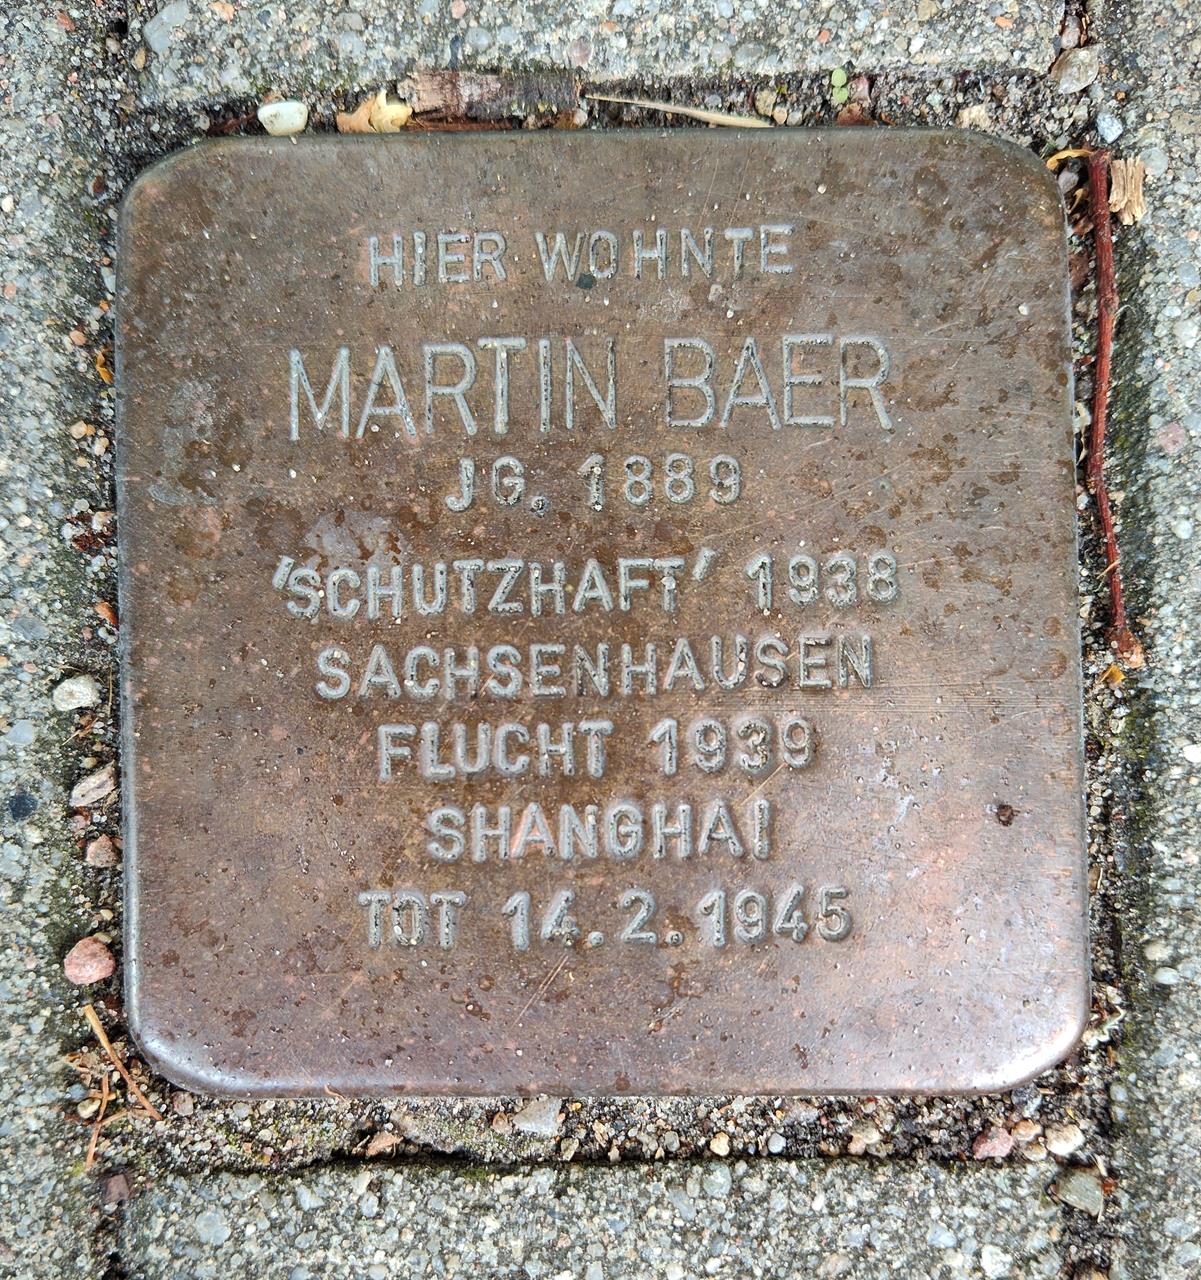 HIER WOHNTE
MARTIN BAER
JG. 1889
'SCHUTZHAFT' 1938
SACHSENHAUSEN
FLUCHT 1939
SHANGHAI
TOT 14.2.1945